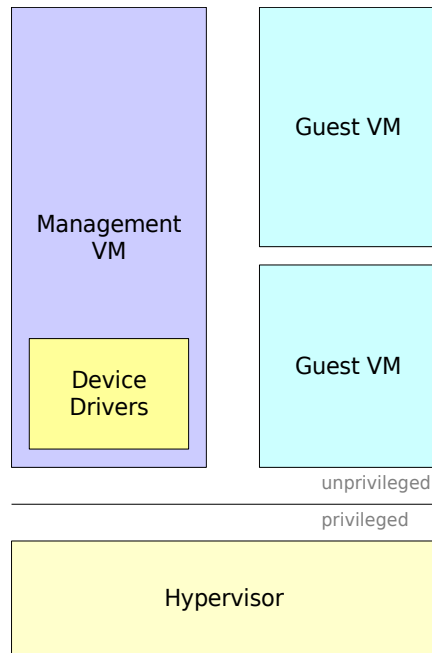 Management
VM
Device
Drivers
Guest VM
Guest VM
unprivileged
privileged
Hypervisor